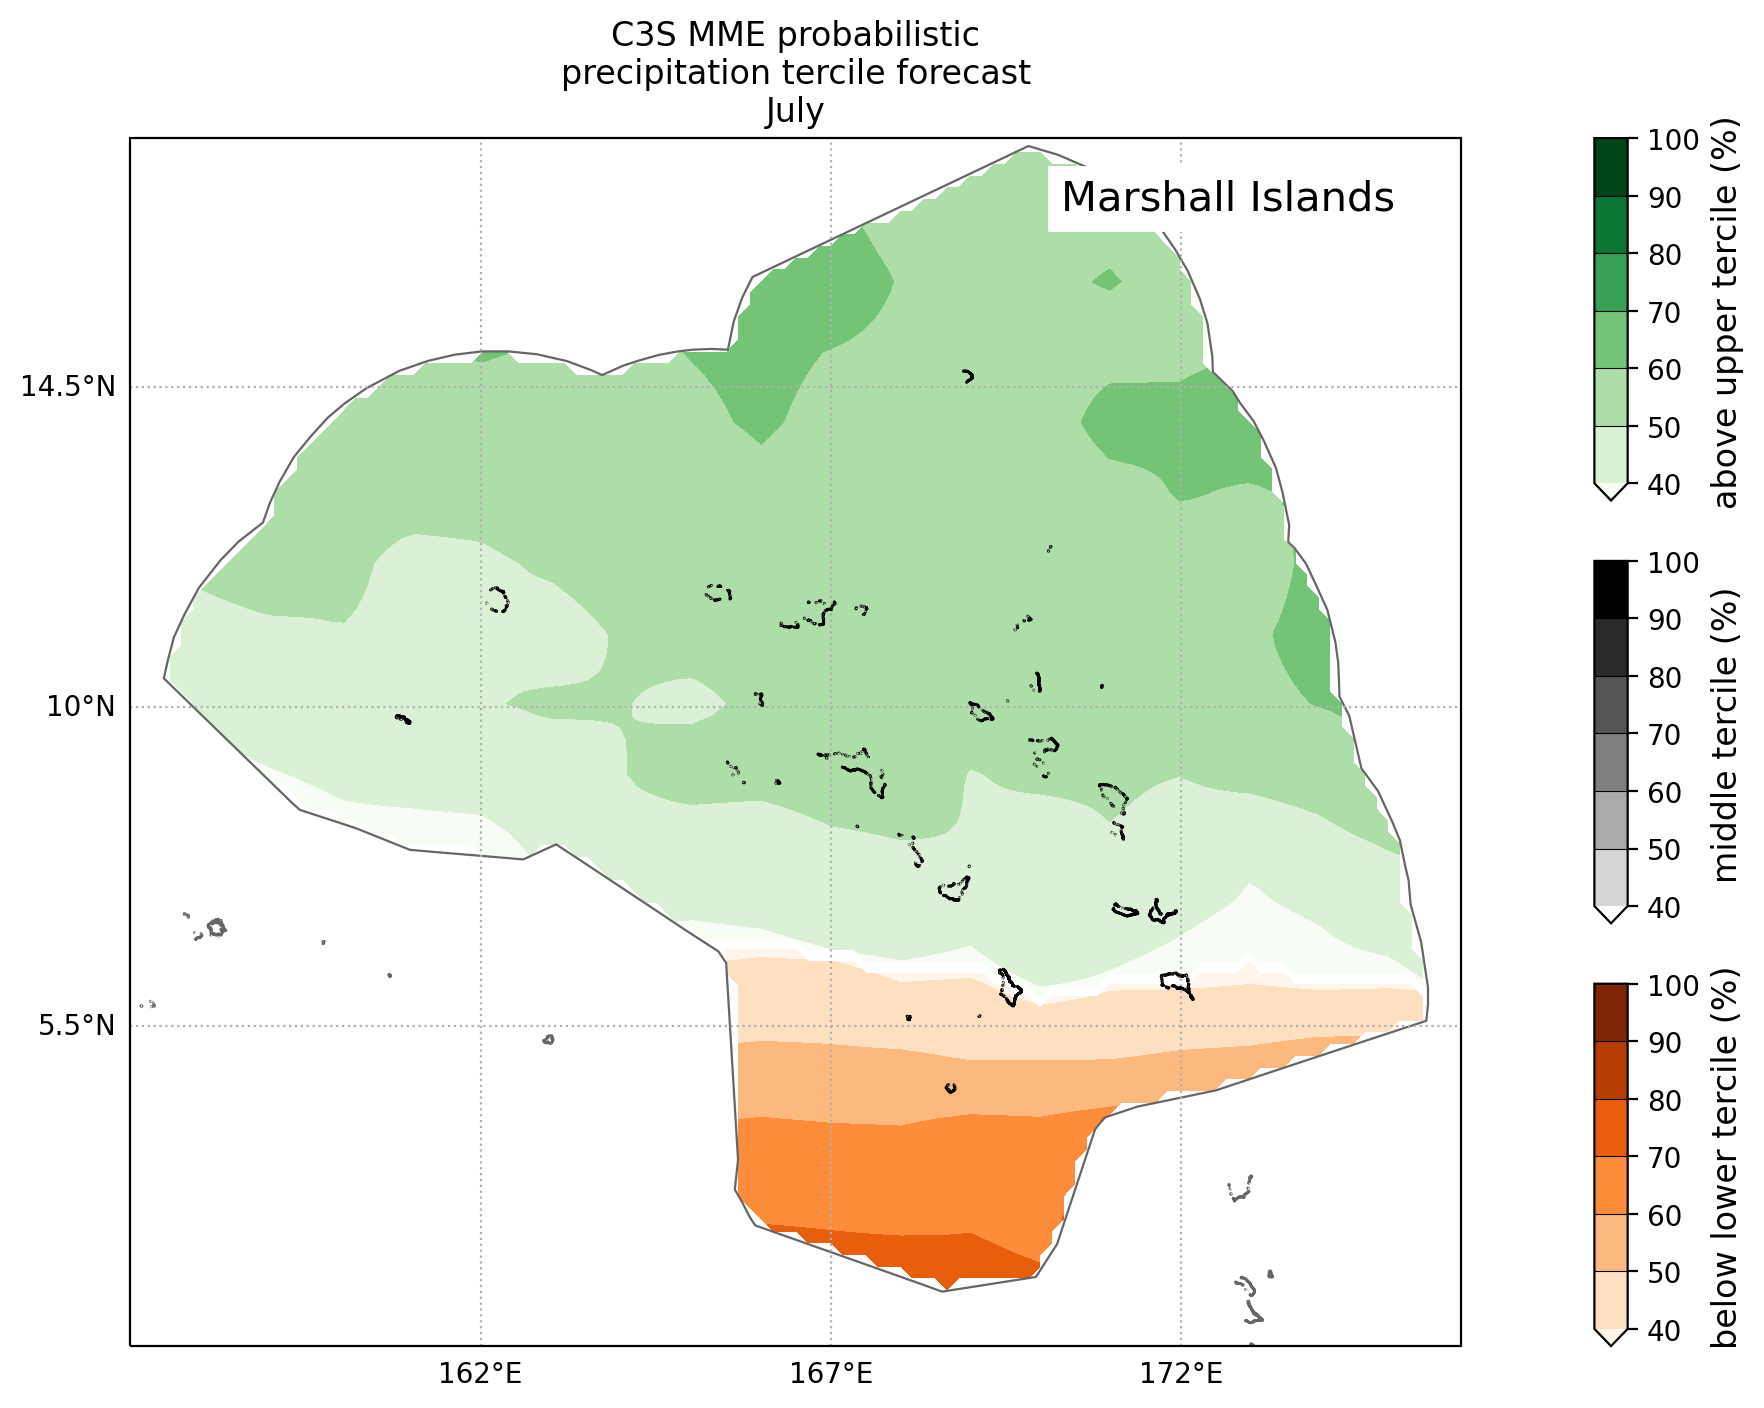 C3S MME probabilistic
precipitation tercile forecast
July
Marshall Islands
14.5°N
10°N
5.5°N
162°E
167°E
172°E
100
90
80
70
60
50
40
above upper tercile (%)
100
90
80
70
60
50
40
middle tercile (%)
100
90
80
70
60
50
40
below lower tercile (%)